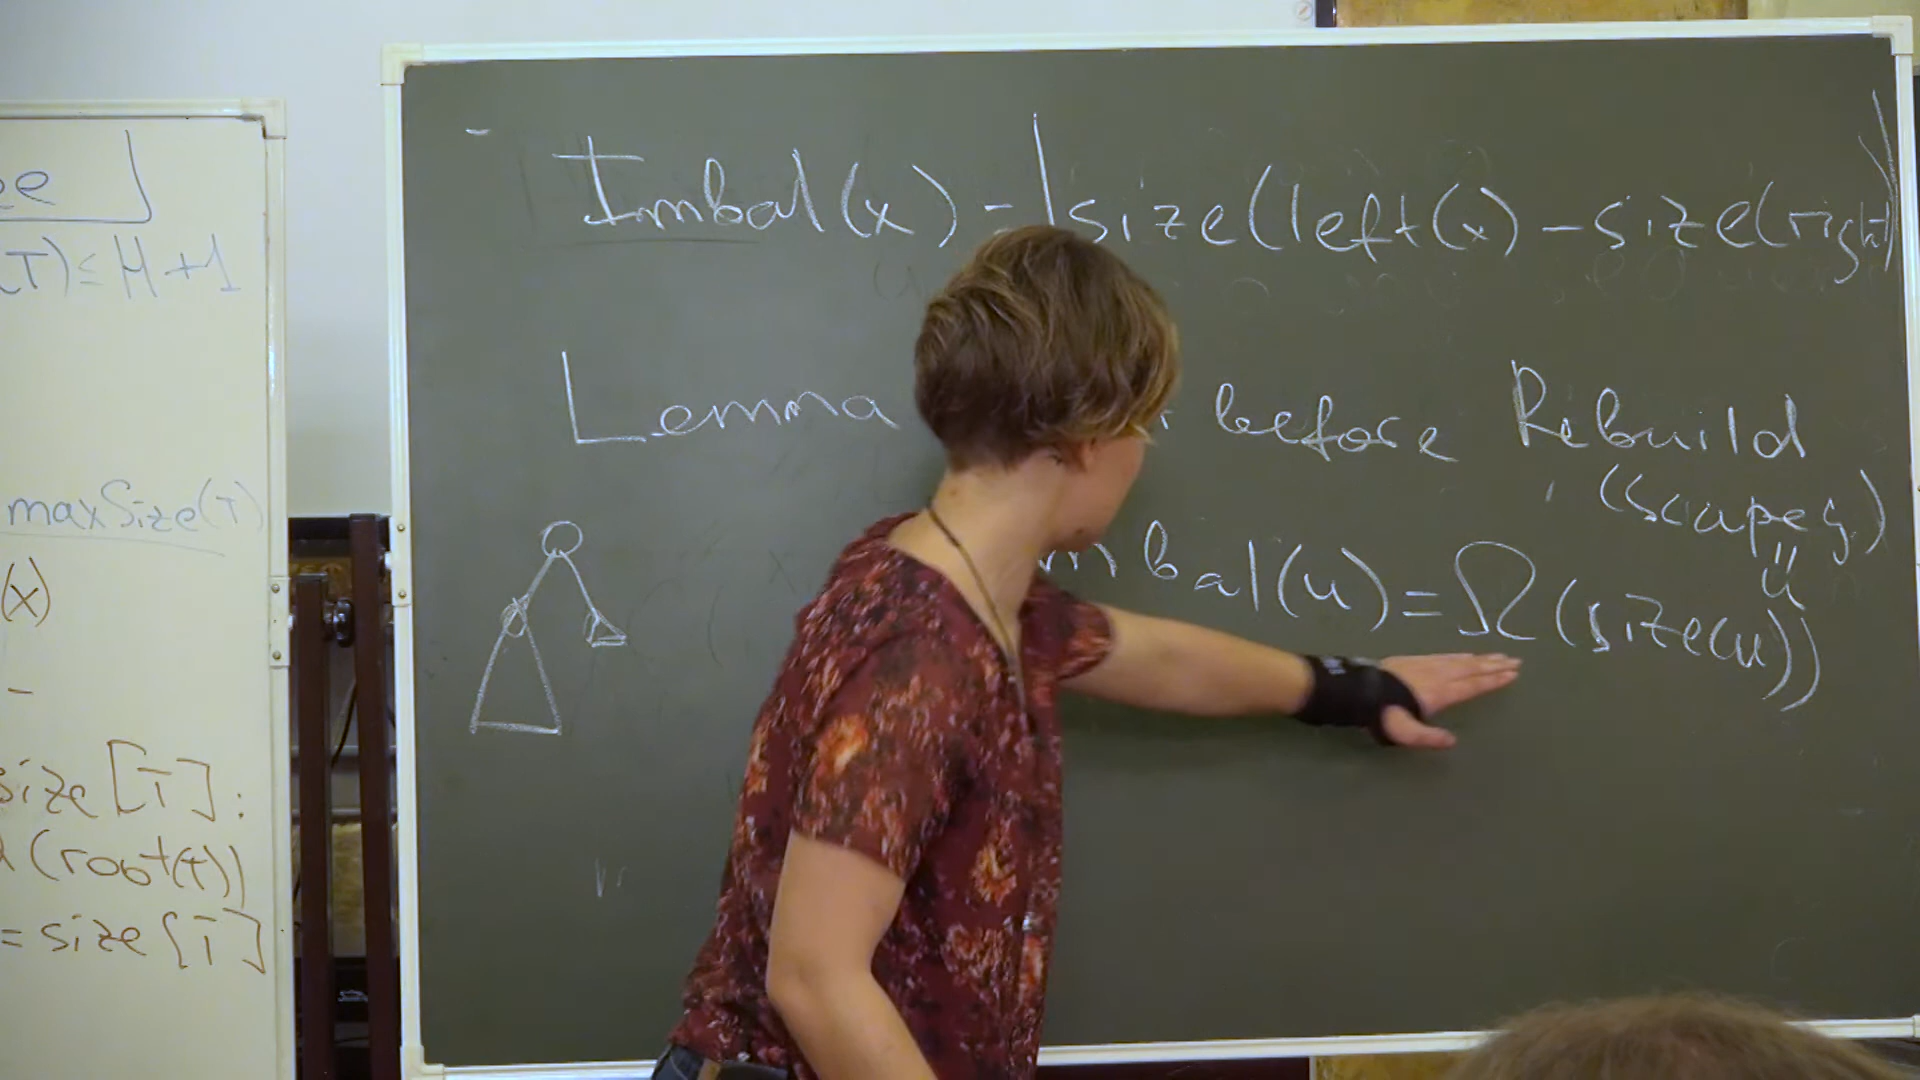 (T) ≤ H+1
maxSize(T)
(x)
size[T]:
(root(T))
= size[T]
Imbal(x) - |size(left(x) - size(right
Lemma before Rebuild
(scapeg)
u
mbal(u) = Ω(size(u))